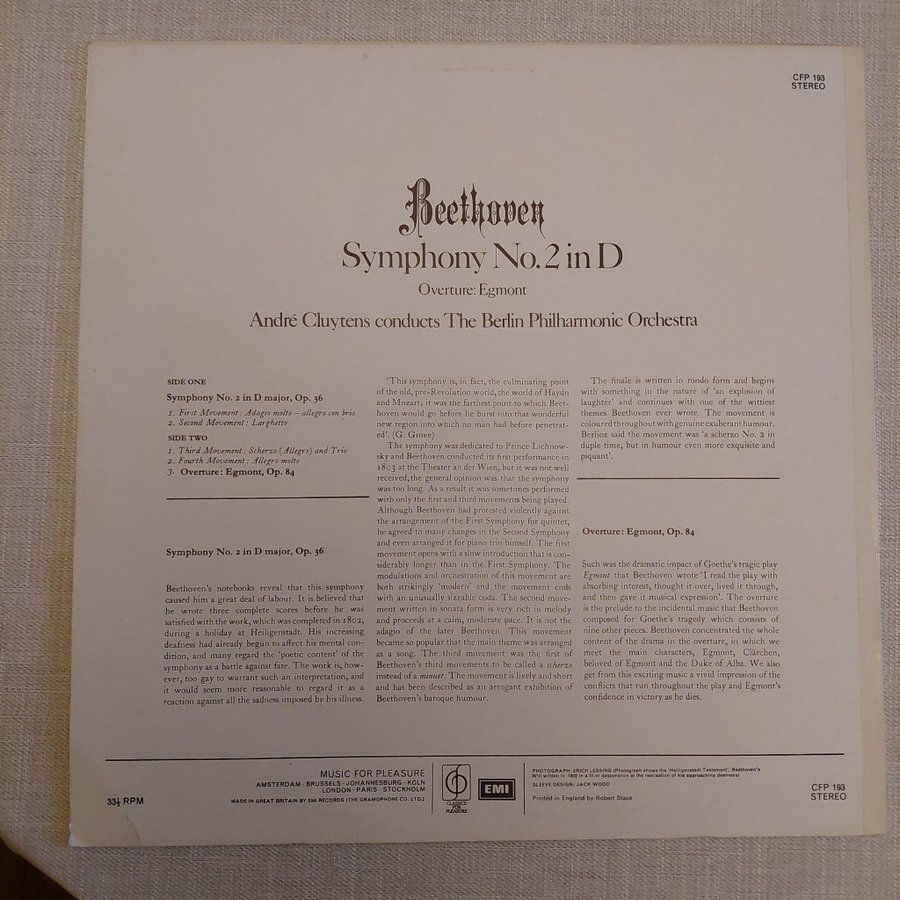 CFP 193
STEREO
Beethoven
Symphony No. 2 in D
Overture: Egmont
André Cluytens conducts The Berlin Philharmonic Orchestra
SIDE ONE
Symphony No. 2 in D major, Op. 36
1. First Movement: Adagio molto – allegro con brio
2. Second Movement: Larghetto
SIDE TWO
1. Third Movement: Scherzo (Allegro) and Trio
2. Fourth Movement: Allegro molto
3. Overture: Egmont, Op. 84
Symphony No. 2 in D major, Op. 36
Beethoven's notebooks reveal that this symphony
caused him a great deal of labour. It is believed that
he wrote three complete scores before he was
satisfied with the work, which was completed in 1802,
during a holiday at Heiligenstadt. His increasing
deafness had already begun to affect his mental con-
dition, and many regard the 'poetic content' of the
symphony as a battle against fate. The work is, how-
ever, too gay to warrant such an interpretation, and
it would seem more reasonable to regard it as a
reaction against all the sadness imposed by his illness.
'This symphony is, in fact, the culminating point
of the old, pre-Revolution world, the world of Haydn
and Mozart; it was the farthest point to which Beet-
hoven would go before he burst into that wonderful
new region into which no man had before penetrat-
ed'. (G. Grove)
The symphony was dedicated to Prince Lichnow-
sky and Beethoven conducted its first performance in
1803 at the Theater an der Wien, but it was not well
received, the general opinion was that the symphony
was too long. As a result it was sometimes performed
with only the first and third movements being played.
Although Beethoven had protested violently against
the arrangement of the First Symphony for quintet,
he agreed to many changes in the Second Symphony
and even arranged it for piano trio himself. The first
movement opens with a slow introduction that is con-
siderably longer than in the First Symphony. The
modulations and orchestration of this movement are
both strikingly 'modern' and the movement ends
with an unusually sizeable coda. The second move-
ment written in sonata form is very rich in melody
and proceeds at a calm, moderate pace. It is not the
adagio of the later Beethoven. This movement
became so popular that the main theme was arranged
as a song. The third movement was the first of
Beethoven's third movements to be called a scherzo
instead of a minuet. The movement is lively and short
and has been described as an arrogant exhibition of
Beethoven's baroque humour.
The finale is written in rondo form and begins
with something in the nature of 'an explosion of
laughter' and continues with one of the wittiest
themes Beethoven ever wrote. The movement is
coloured throughout with genuine exuberant humour.
Berlioz said the movement was 'a scherzo No. 2 in
duple time, but in humour even more exquisite and
piquant'.
Overture: Egmont, Op. 84
Such was the dramatic impact of Goethe's tragic play
Egmont that Beethoven wrote 'I read the play with
absorbing interest, thought it over, lived it through,
and then gave it musical expression'. The overture
is the prelude to the incidental music that Beethoven
composed for Goethe's tragedy which consists of
nine other pieces. Beethoven concentrated the whole
content of the drama in the overture, in which we
meet the main characters, Egmont, Clärchen,
beloved of Egmont and the Duke of Alba. We also
get from this exciting music a vivid impression of the
conflicts that run throughout the play and Egmont's
confidence in victory as he dies.
33⅓ RPM
MUSIC FOR PLEASURE
AMSTERDAM · BRUSSELS · JOHANNESBURG · KÖLN
LONDON · PARIS · STOCKHOLM
MADE IN GREAT BRITAIN BY EMI RECORDS (THE GRAMOPHONE CO. LTD.)
CLASSICS
FOR
PLEASURE
EMI
PHOTOGRAPH: ERICH LESSING (Photograph shows the 'Heiligenstadt Testament', Beethoven's
Will written in 1802 in a fit of desperation at the realisation of his approaching deafness)
SLEEVE DESIGN: JACK WOOD
Printed in England by Robert Stace
CFP 193
STEREO